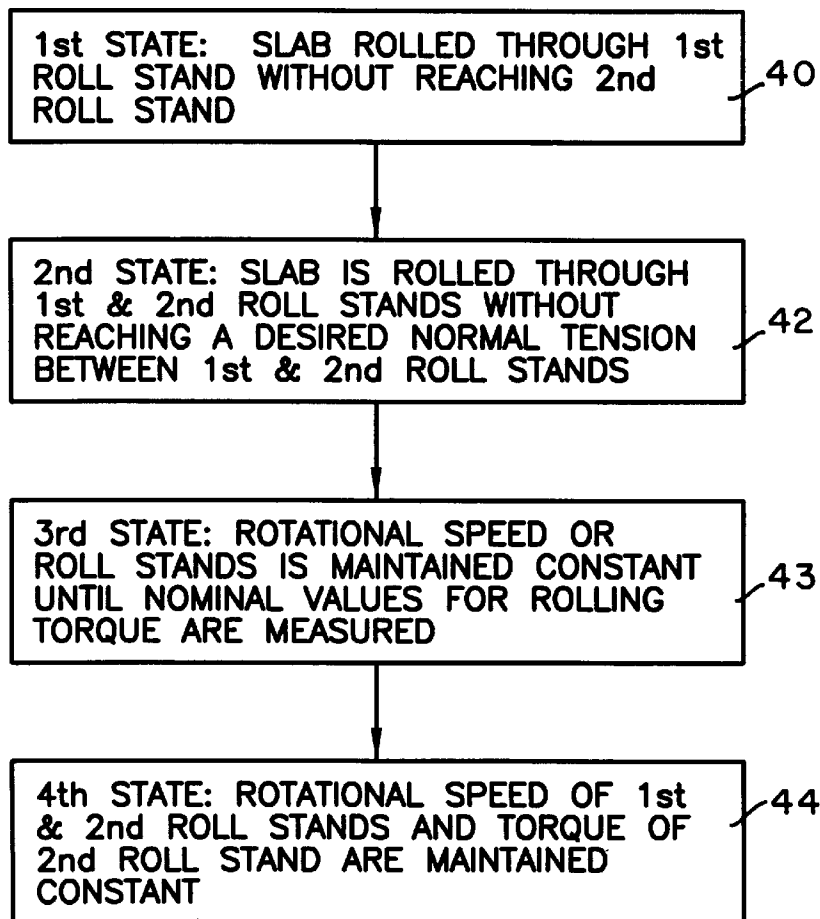 1st STATE: SLAB ROLLED THROUGH 1st
ROLL STAND WITHOUT REACHING 2nd
ROLL STAND
40
2nd STATE: SLAB IS ROLLED THROUGH
1st & 2nd ROLL STANDS WITHOUT
REACHING A DESIRED NORMAL TENSION
BETWEEN 1st & 2nd ROLL STANDS
42
3rd STATE: ROTATIONAL SPEED OR
ROLL STANDS IS MAINTAINED CONSTANT
UNTIL NOMINAL VALUES FOR ROLLING
TORQUE ARE MEASURED
43
4th STATE: ROTATIONAL SPEED OF 1st
& 2nd ROLL STANDS AND TORQUE OF
2nd ROLL STAND ARE MAINTAINED
CONSTANT
44